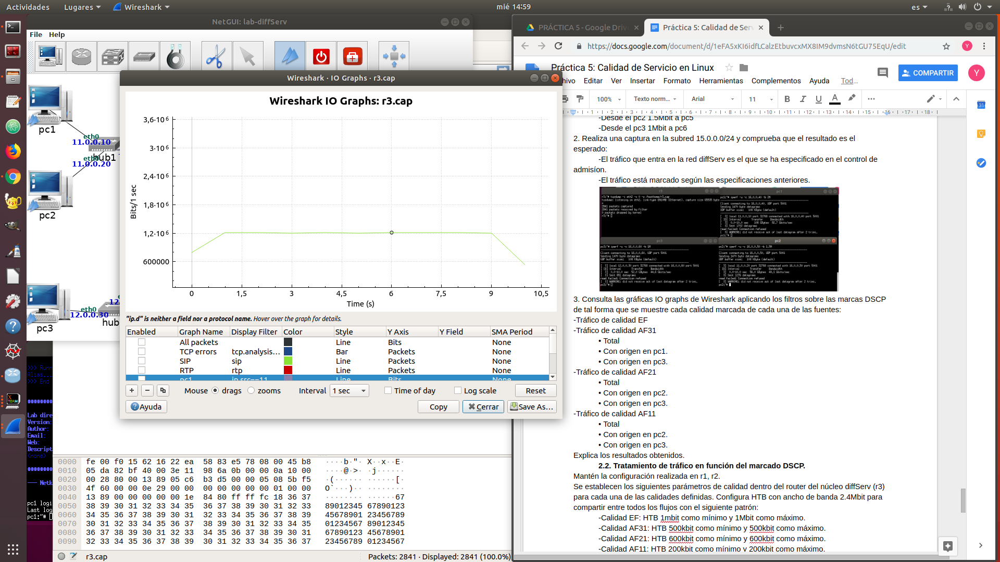 Actividades
Lugares
Wireshark
mié 14:59
es
NetGUI: lab-diffServ
File Help
pc1
eth0
11.0.0.10
hub1
eth0
11.0.0.20
pc2
pc3
eth0
12.0.0.30
hub
12.
Lab dire
Version:
Author:
Email:
Web:
Descript
<none>
pc1 logi
Last log
pc1:~#
Wireshark · IO Graphs · r3.cap
Wireshark IO Graphs: r3.cap
Bits/1 sec
3,6·10⁶
3·10⁶
2,4·10⁶
1,8·10⁶
1,2·10⁶
600000
0 1,5 3 4,5 6 7,5 9 10,5
Time (s)
"ip.d" is neither a field nor a protocol name. Hover over the graph for details.
Enabled Graph Name Display Filter Color Style Y Axis Y Field SMA Period
All packets Line Bits None
TCP errors tcp.analysis... Bar Packets None
SIP sip Line Packets None
RTP rtp Line Packets None
pc1 ip.src==11.... Line Bits None
Mouse drags zooms Interval 1 sec Time of day Log scale Reset
Ayuda Copy Cerrar Save As...
0000 fe 00 f0 15 62 16 22 ea 58 83 e5 78 08 00 45 b8
0010 05 da 82 bf 40 00 3e 11 98 6a 0b 00 00 0a 10 00
0020 00 28 80 00 13 89 05 c6 b3 d5 00 00 05 08 5b f5
0030 4f 60 00 00 0e 29 00 00 00 00 00 00 01 00 00
0040 13 89 00 00 00 00 00 1e 84 80 ff ff fc 18 36 37
0050 38 39 30 31 32 33 34 35 36 37 38 39 30 31 32 33 89012345 67890123
0060 34 35 36 37 38 39 30 31 32 33 34 35 36 37 38 39 45678901 23456789
0070 30 31 32 33 34 35 36 37 38 39 30 31 32 33 34 35 01234567 89012345
0080 36 37 38 39 30 31 32 33 34 35 36 37 38 39 30 31 67890123 45678901
0090 32 33 34 35 36 37 38 39 30 31 32 33 34 35 36 37 23456789 01234567
r3.cap
Packets: 2841 · Displayed: 2841 (100.0%)
PRÁCTICA 5 - Google Driv
Práctica 5: Calidad de Ser
https://docs.google.com/document/d/1eFA5xKI6idfLCalzEtbuvcxMX8IM9dvmsN6tGU75EqU/edit
Práctica 5: Calidad de Servicio en Linux
COMPARTIR
Y
hivo Editar Ver Insertar Formato Herramientas Complementos Ayuda Tod...
100% Texto norm... Arial 11 B I U A
1 2 3 4 5 6 7 8 9 10 11 12 13 14 15 16 17 18
-Desde el pc2 1.5Mbit a pc5
-Desde el pc3 1Mbit a pc6
2. Realiza una captura en la subred 15.0.0.0/24 y comprueba que el resultado es el
esperado:
-El tráfico que entra en la red diffServ es el que se ha especificado en el control de
admisíon.
-El tráfico está marcado según las especificaciones anteriores.
3. Consulta las gráficas IO graphs de Wireshark aplicando los filtros sobre las marcas DSCP
de tal forma que se muestre cada calidad marcada de cada una de las fuentes:
-Tráfico de calidad EF
-Tráfico de calidad AF31
• Total
• Con origen en pc1.
• Con origen en pc3.
-Tráfico de calidad AF21
• Total
• Con origen en pc2.
• Con origen en pc3.
-Tráfico de calidad AF11
• Total
• Con origen en pc2.
• Con origen en pc3.
Explica los resultados obtenidos.
2.2. Tratamiento de tráfico en función del marcado DSCP.
Mantén la configuración realizada en r1, r2.
Se establecen los siguientes parámetros de calidad dentro del router del núcleo diffServ (r3)
para cada una de las calidades definidas. Configura HTB con ancho de banda 2.4Mbit para
compartir entre todos los flujos con el siguiente patrón:
-Calidad EF: HTB 1mbit como mínimo y 1Mbit como máximo.
-Calidad AF31: HTB 500kbit como mínimo y 500kbit como máximo.
-Calidad AF21: HTB 600kbit como mínimo y 600kbit como máximo.
-Calidad AF11: HTB 200kbit como mínimo y 200kbit como máximo.